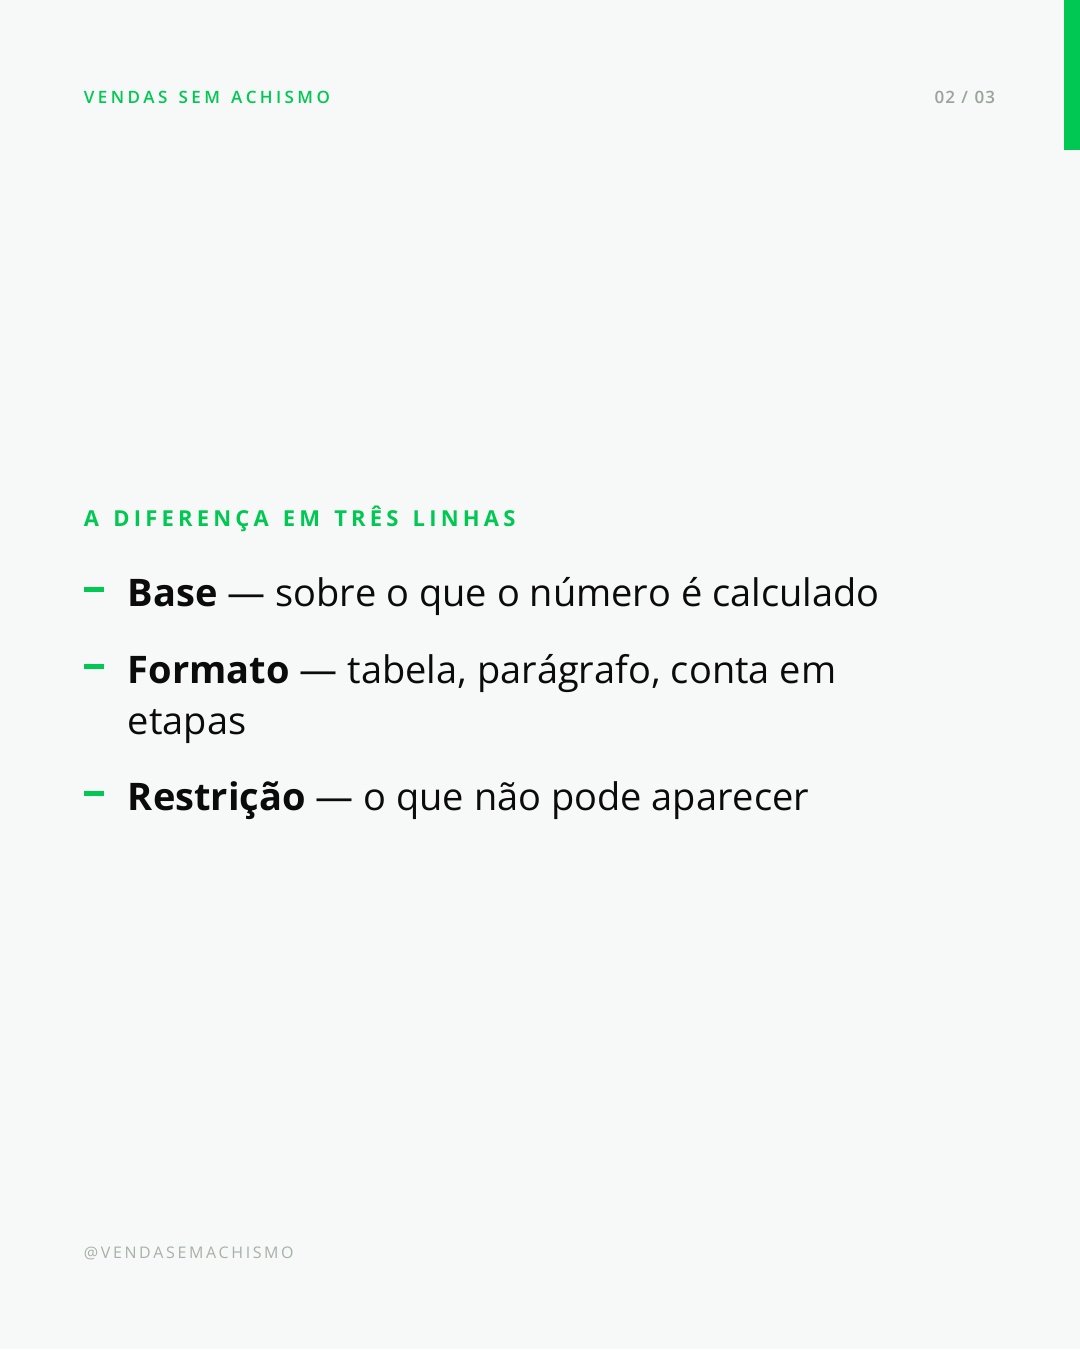 VENDAS SEM ACHISMO
02 / 03
A DIFERENÇA EM TRÊS LINHAS
Base — sobre o que o número é calculado
Formato — tabela, parágrafo, conta em
etapas
Restrição — o que não pode aparecer
@VENDASEMACHISMO